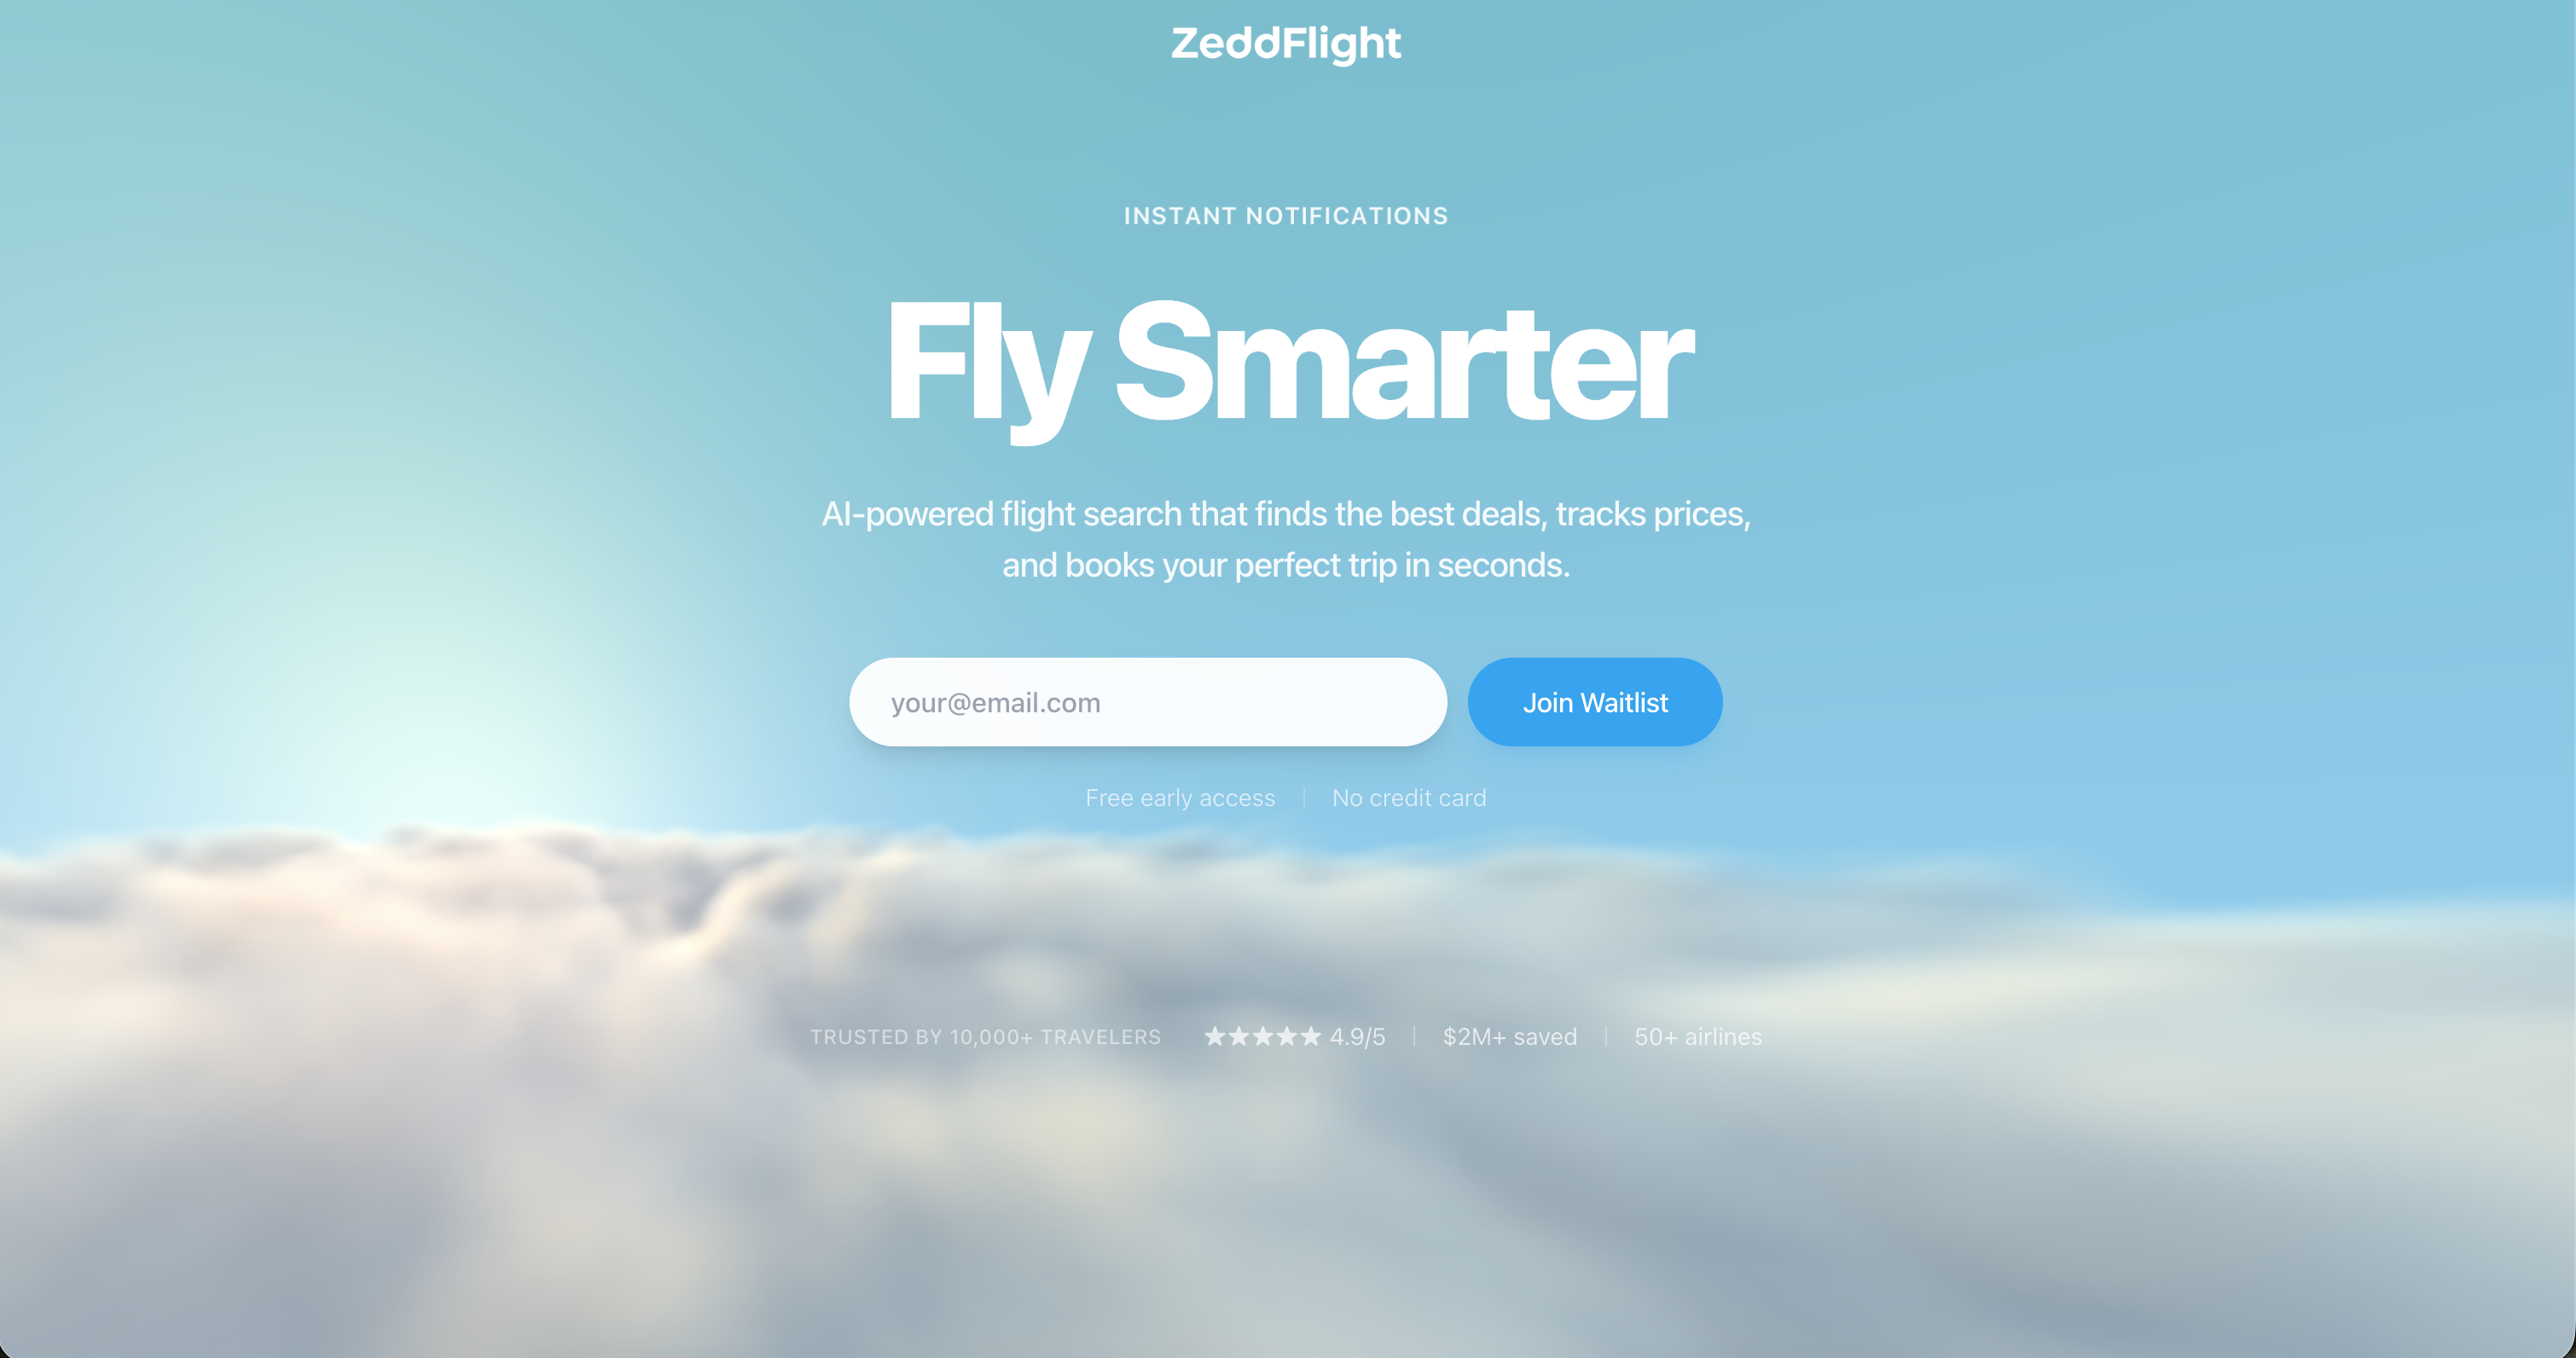 ZeddFlight
INSTANT NOTIFICATIONS
Fly Smarter
AI-powered flight search that finds the best deals, tracks prices,
and books your perfect trip in seconds.
your@email.com
Join Waitlist
Free early access | No credit card
TRUSTED BY 10,000+ TRAVELERS ★★★★★ 4.9/5 | $2M+ saved | 50+ airlines